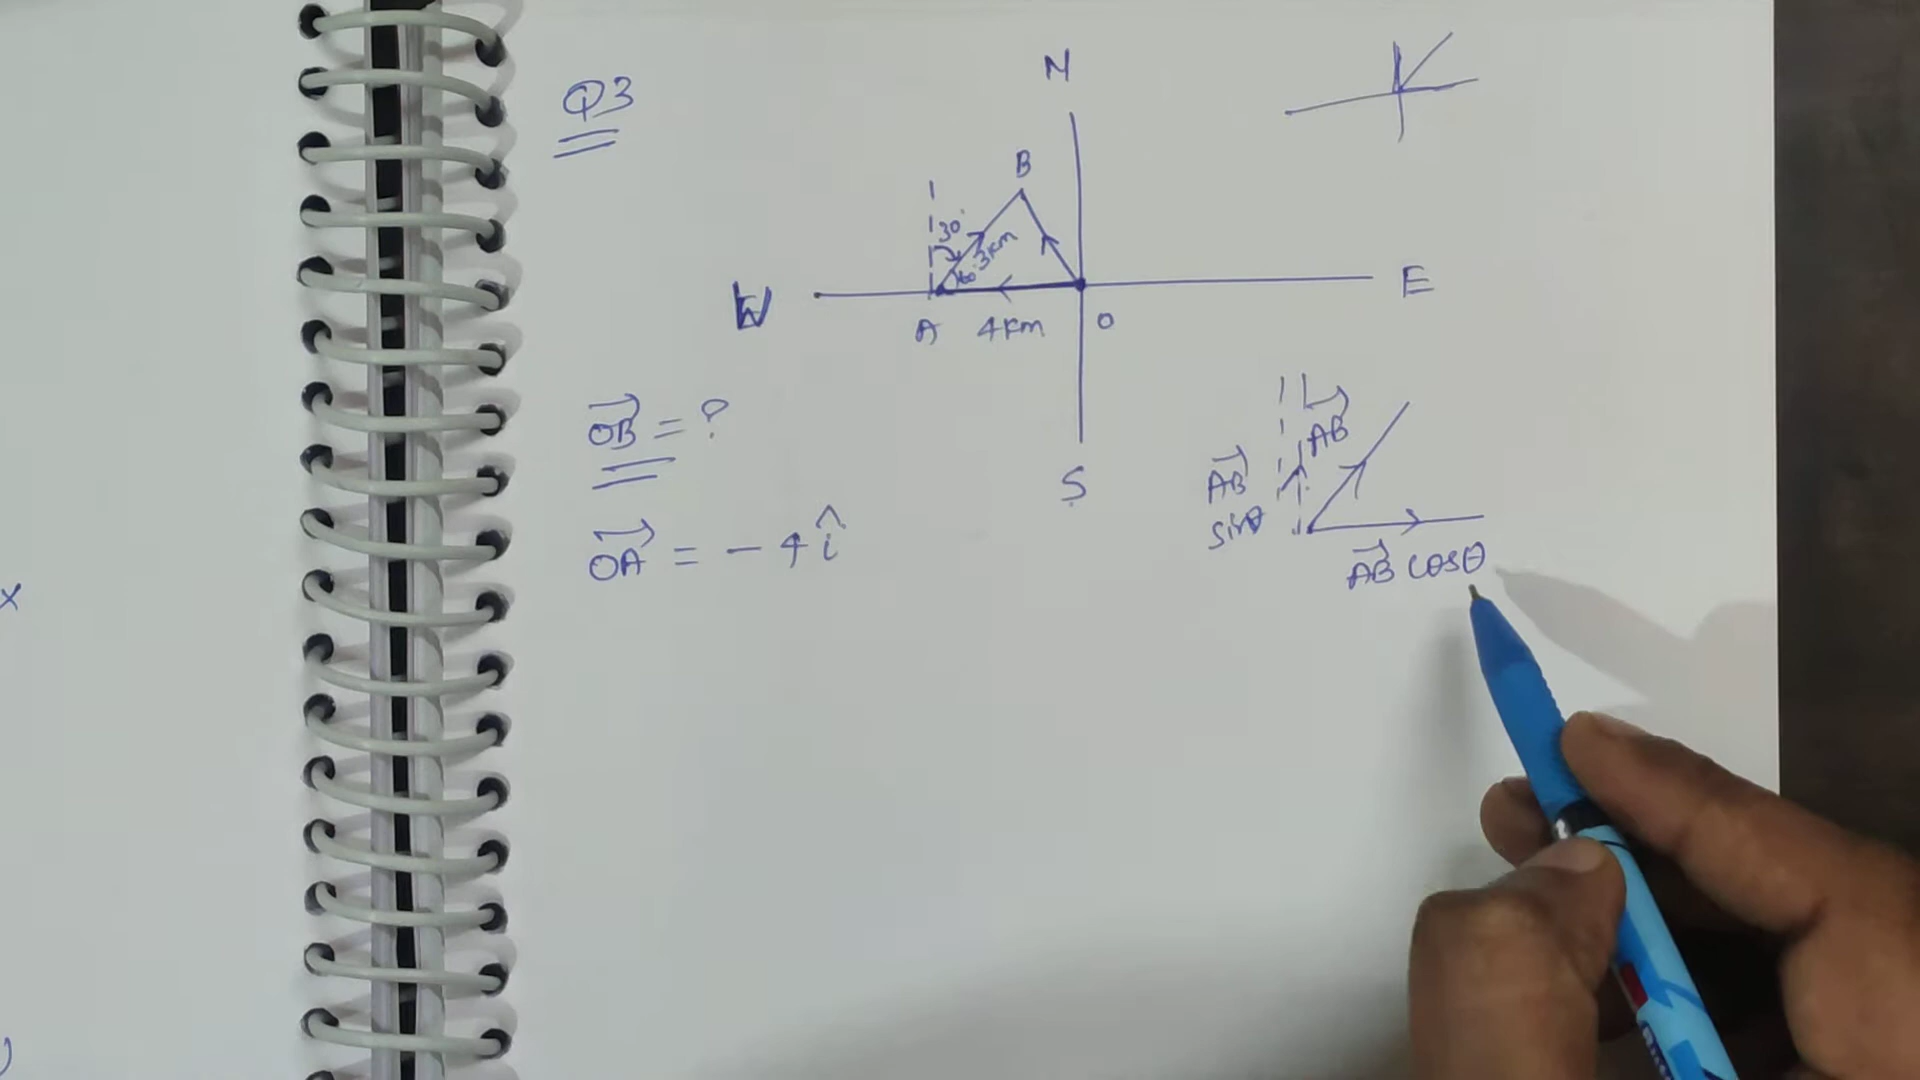 Q3
N
B
30°
3km
60°
W
E
A
4km
O
S
OB = ?
OA = - 4 î
AB
AB
sinθ
AB cosθ
x